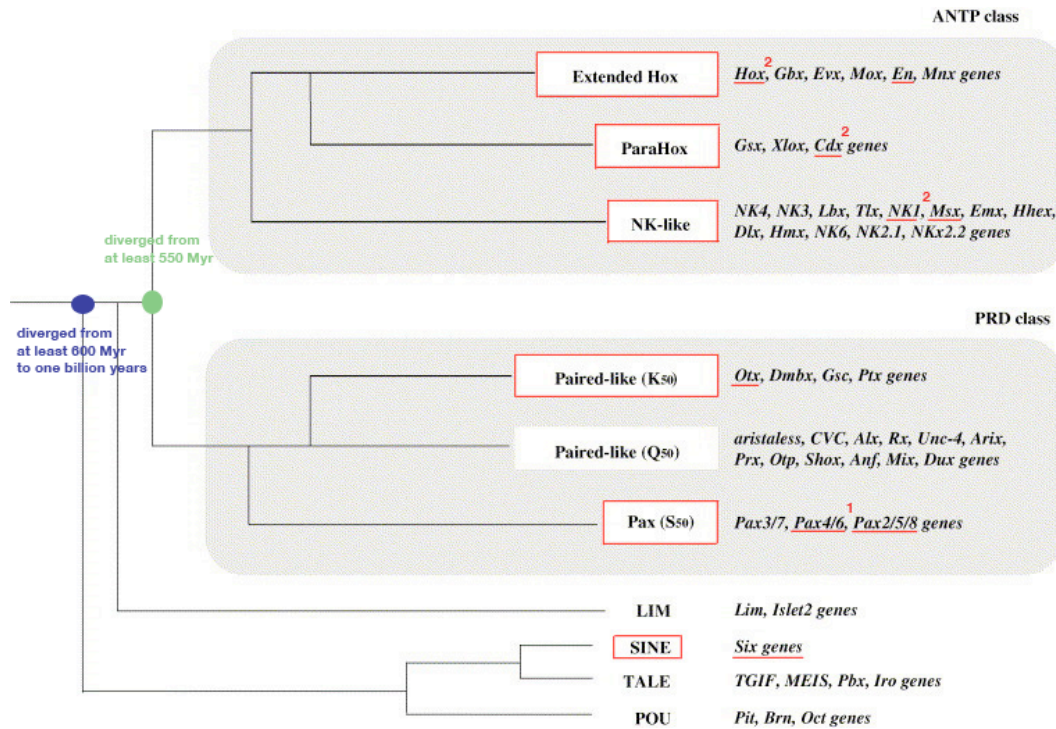 ANTP class
Extended Hox
Hox,2 Gbx, Evx, Mox, En, Mnx genes
ParaHox
Gsx, Xlox, Cdx2 genes
NK-like
NK4, NK3, Lbx, Tlx, NK1,2 Msx, Emx, Hhex,
Dlx, Hmx, NK6, NK2.1, NKx2.2 genes
diverged from
at least 550 Myr
diverged from
at least 600 Myr
to one billion years
PRD class
Paired-like (K50)
Otx, Dmbx, Gsc, Ptx genes
Paired-like (Q50)
aristaless, CVC, Alx, Rx, Unc-4, Arix,
Prx, Otp, Shox, Anf, Mix, Dux genes
Pax (S50)
Pax3/7, Pax4/6,1 Pax2/5/8 genes
LIM
Lim, Islet2 genes
SINE
Six genes
TALE
TGIF, MEIS, Pbx, Iro genes
POU
Pit, Brn, Oct genes